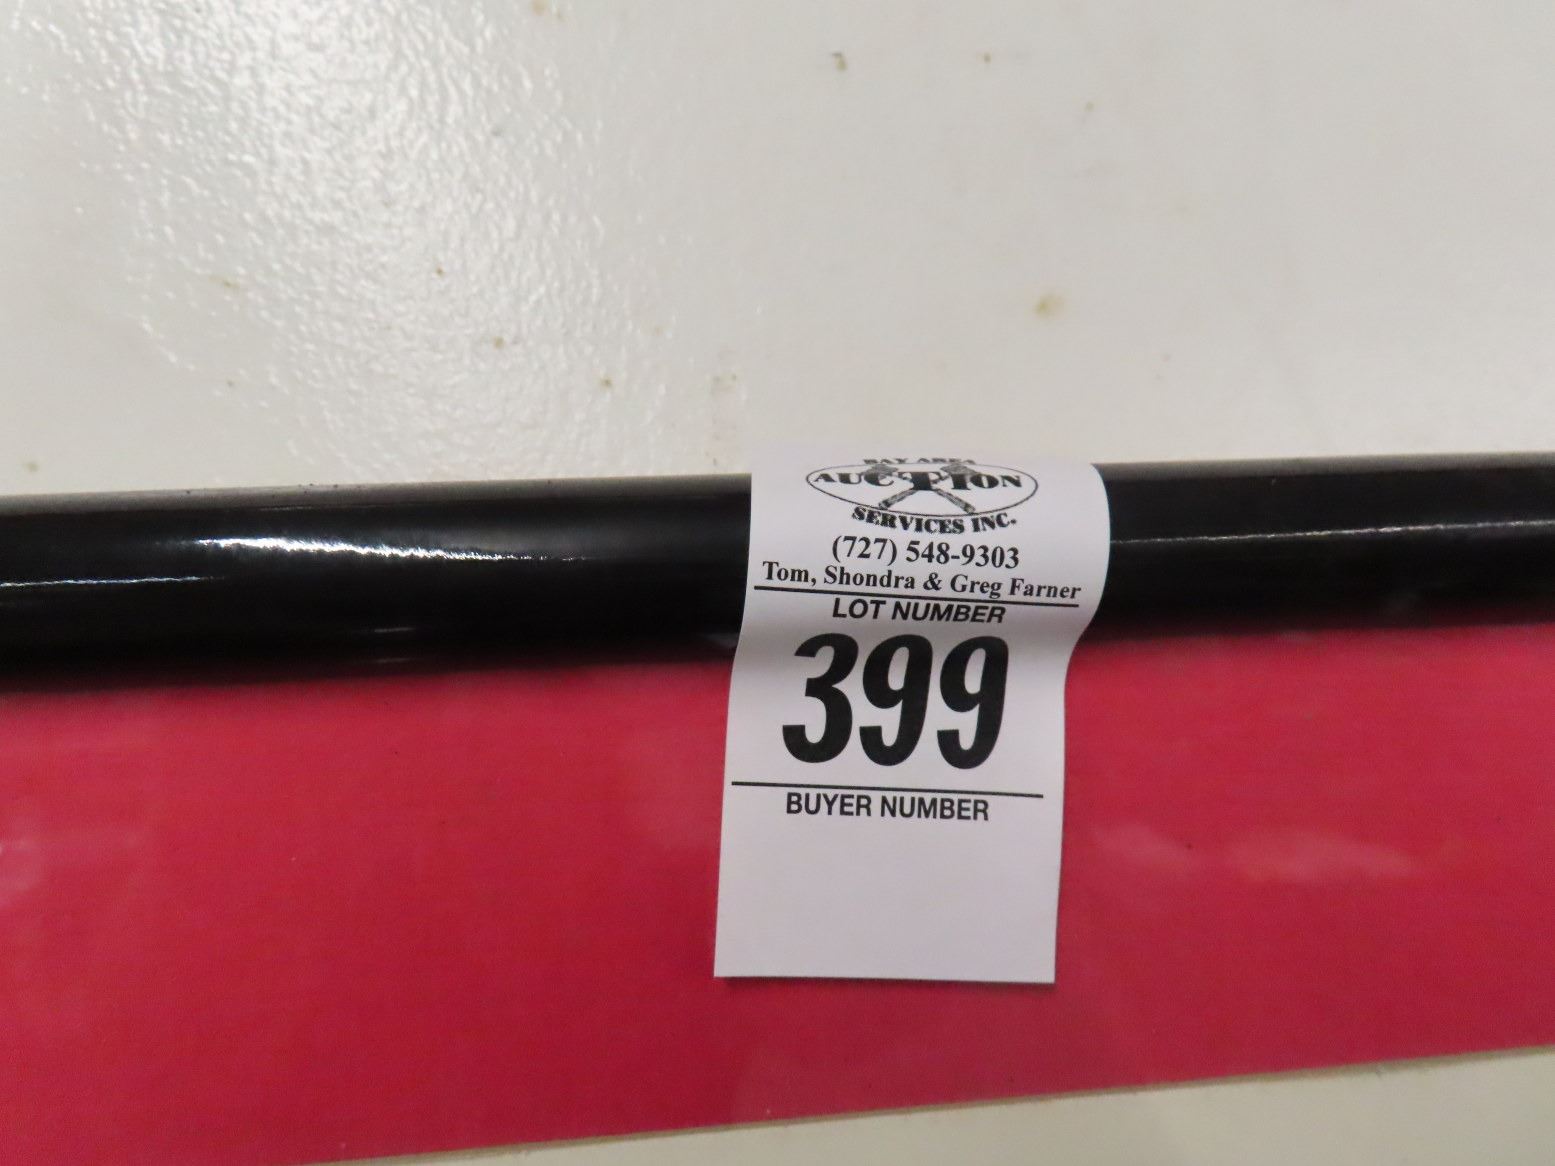 BAY AREA
AUCTION
SERVICES INC.
(727) 548-9303
Tom, Shondra & Greg Farner
LOT NUMBER
399
BUYER NUMBER